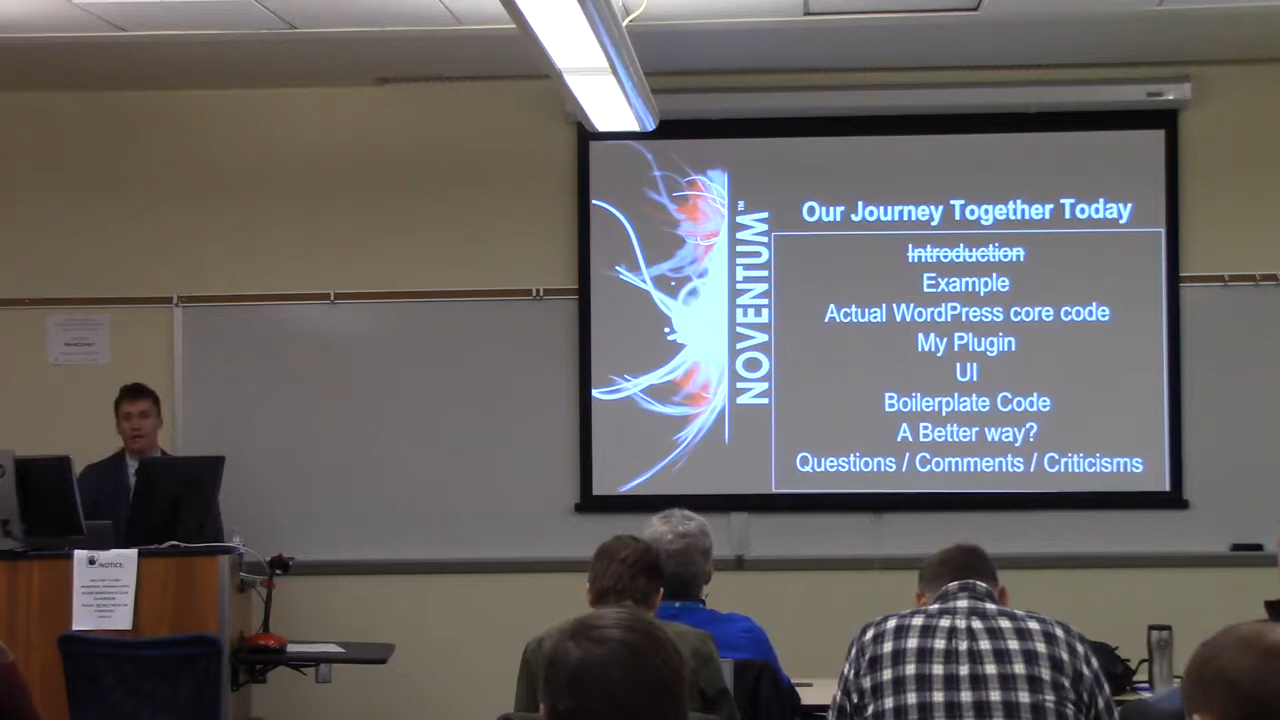 Our Journey Together Today
Introduction
Example
Actual WordPress core code
My Plugin
UI
Boilerplate Code
A Better way?
Questions / Comments / Criticisms
NOVENTUM™
NOTICE: